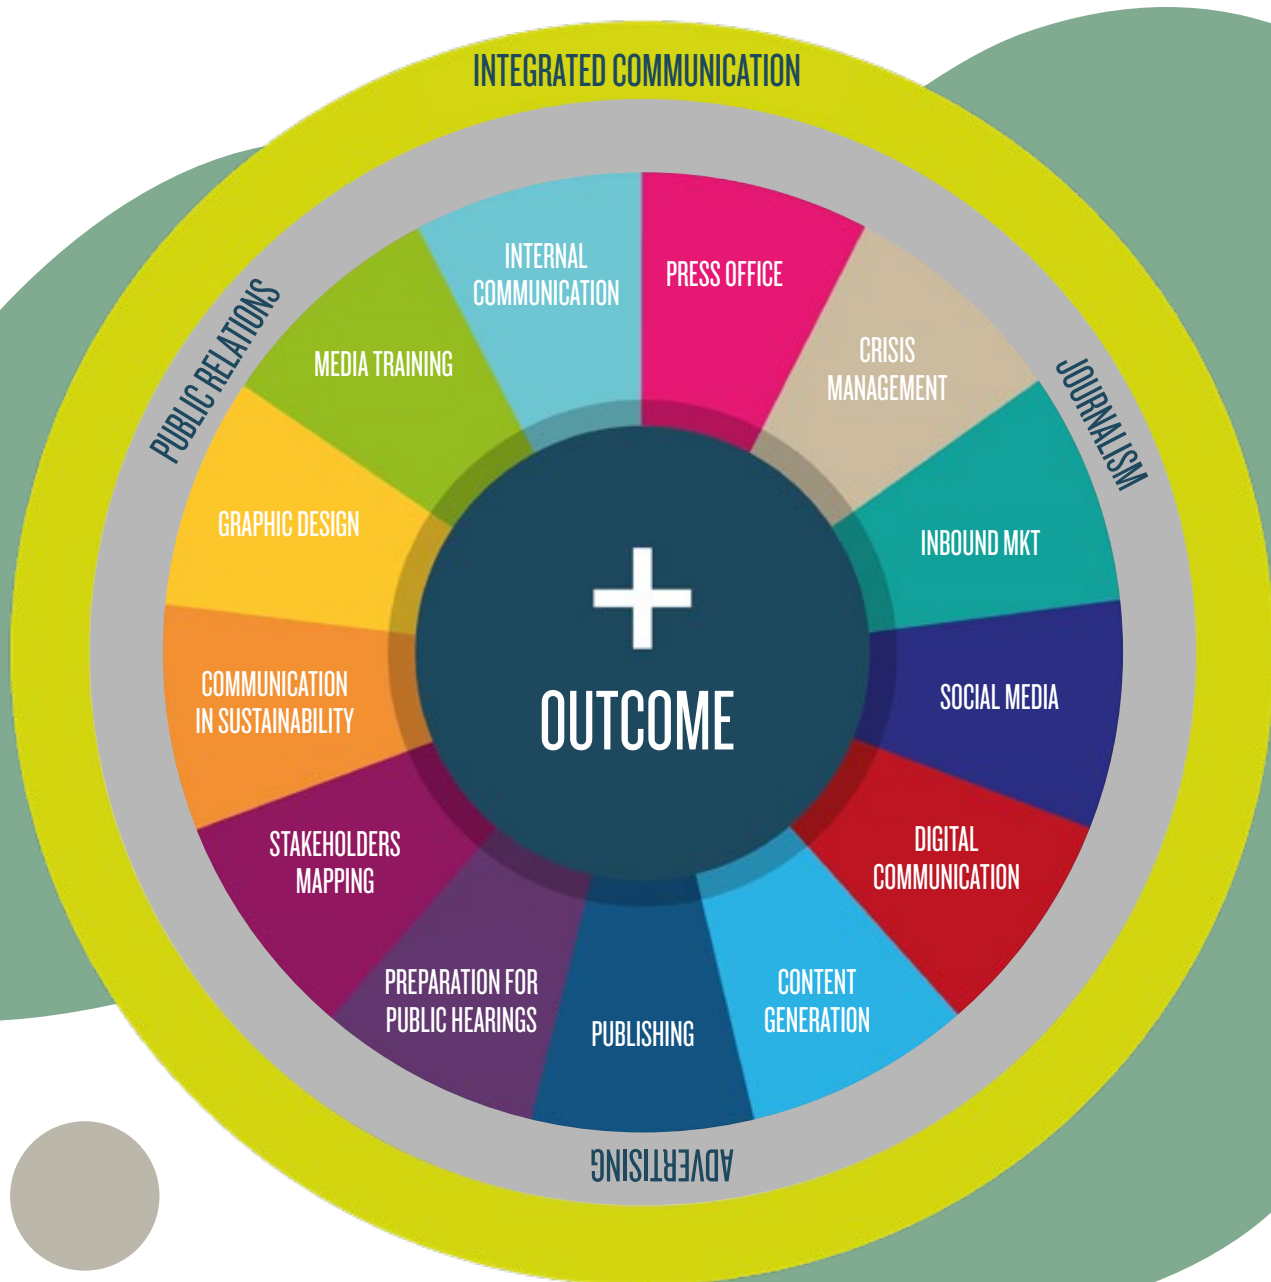 INTEGRATED COMMUNICATION
PUBLIC RELATIONS
JOURNALISM
ADVERTISING
INTERNAL
COMMUNICATION
PRESS OFFICE
CRISIS
MANAGEMENT
INBOUND MKT
SOCIAL MEDIA
DIGITAL
COMMUNICATION
CONTENT
GENERATION
PUBLISHING
PREPARATION FOR
PUBLIC HEARINGS
STAKEHOLDERS
MAPPING
COMMUNICATION
IN SUSTAINABILITY
GRAPHIC DESIGN
MEDIA TRAINING
+
OUTCOME